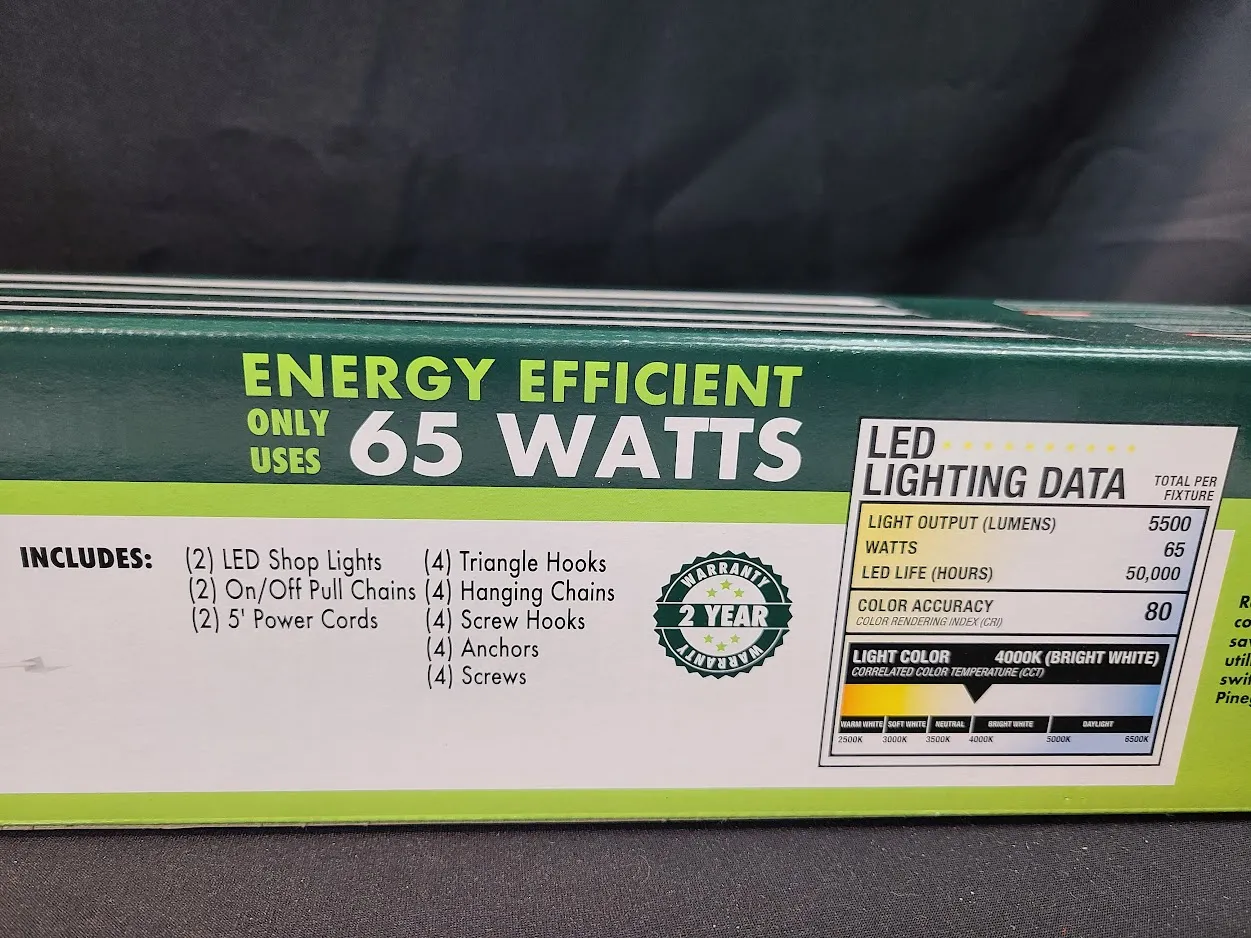 ENERGY EFFICIENT
ONLY USES 65 WATTS
INCLUDES:
(2) LED Shop Lights
(2) On/Off Pull Chains
(2) 5' Power Cords
(4) Triangle Hooks
(4) Hanging Chains
(4) Screw Hooks
(4) Anchors
(4) Screws
WARRANTY
2 YEAR
WARRANTY
LED
LIGHTING DATA
TOTAL PER
FIXTURE
LIGHT OUTPUT (LUMENS) 5500
WATTS 65
LED LIFE (HOURS) 50,000
COLOR ACCURACY 80
COLOR RENDERING INDEX (CRI)
LIGHT COLOR 4000K (BRIGHT WHITE)
CORRELATED COLOR TEMPERATURE (CCT)
WARM WHITE SOFT WHITE NEUTRAL BRIGHT WHITE DAYLIGHT
2500K 3000K 3500K 4000K 5000K 6500K